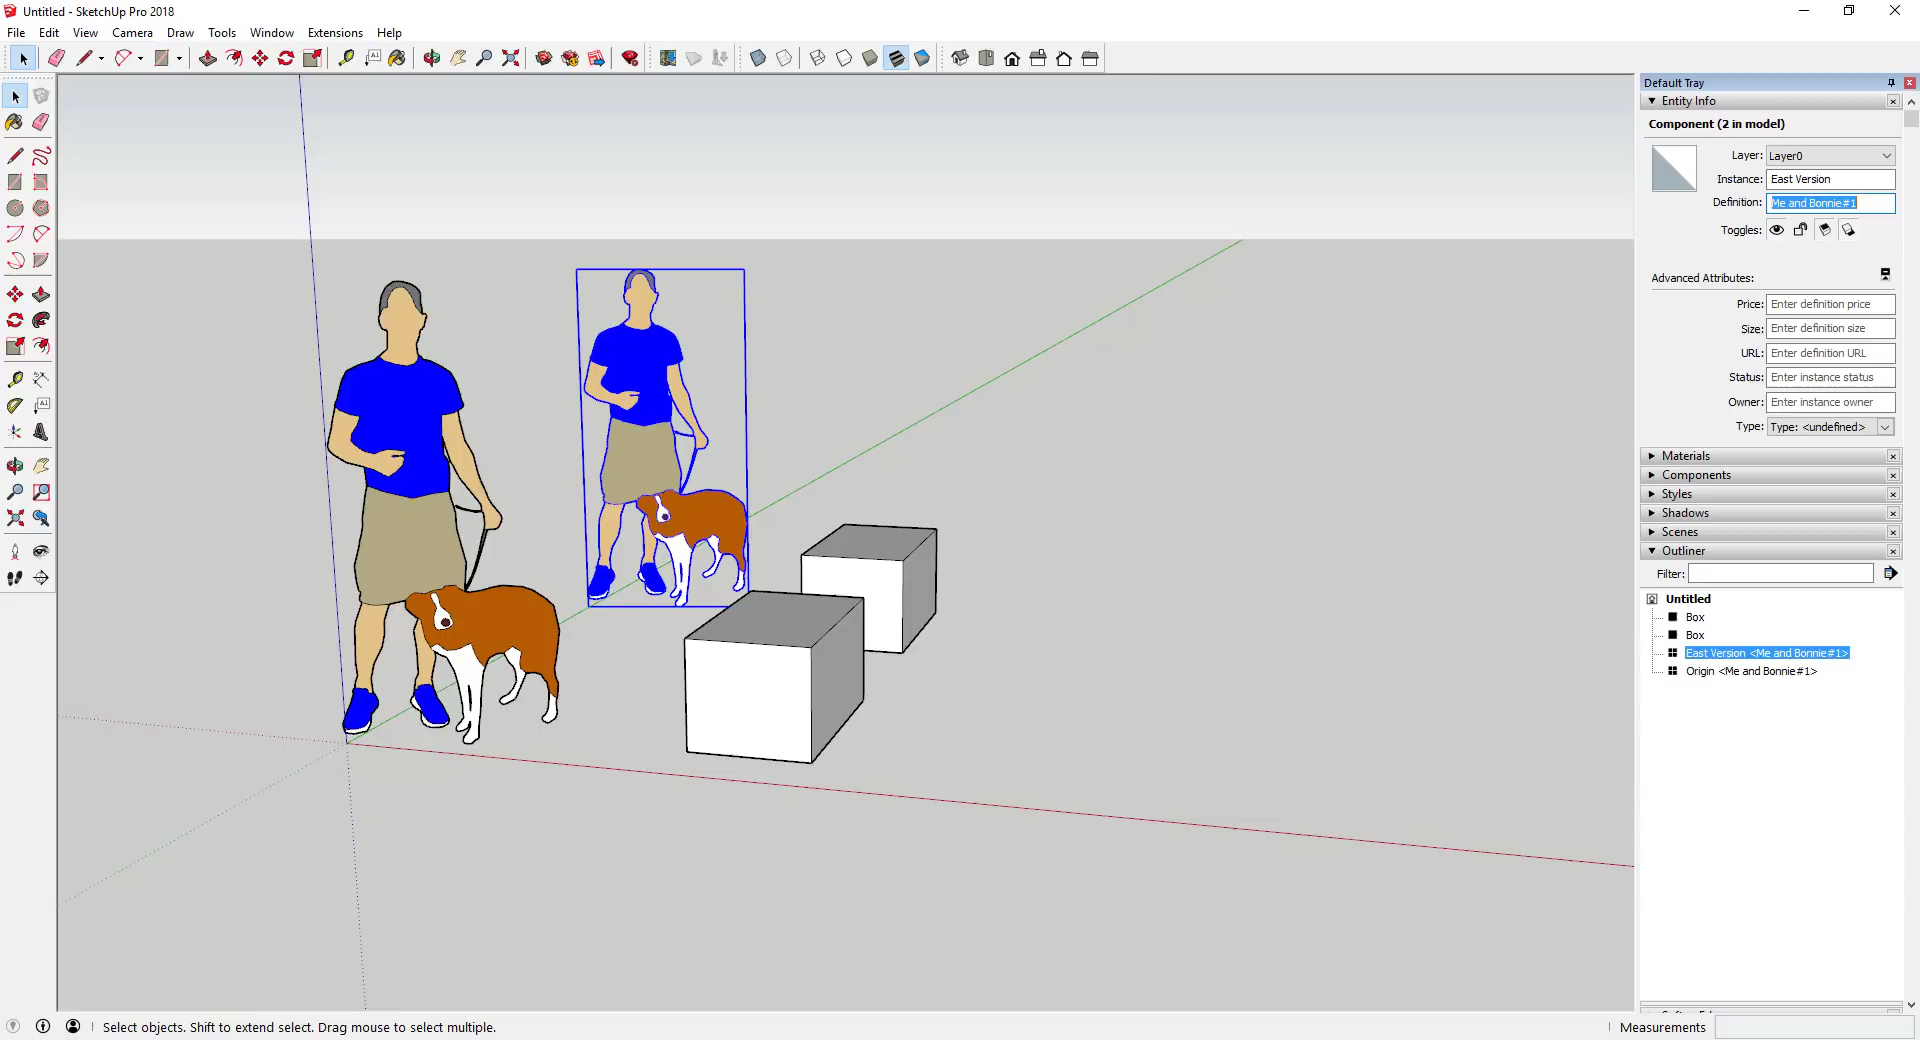 Untitled - SketchUp Pro 2018
File Edit View Camera Draw Tools Window Extensions Help
A1
Default Tray
Entity Info
Component (2 in model)
Layer: Layer0
Instance: East Version
Definition: Me and Bonnie#1
Toggles:
Advanced Attributes:
Price: Enter definition price
Size: Enter definition size
URL: Enter definition URL
Status: Enter instance status
Owner: Enter instance owner
Type: Type: <undefined>
Materials
Components
Styles
Shadows
Scenes
Outliner
Filter:
Untitled
Box
Box
East Version <Me and Bonnie#1>
Origin <Me and Bonnie#1>
A1
Select objects. Shift to extend select. Drag mouse to select multiple.
Measurements